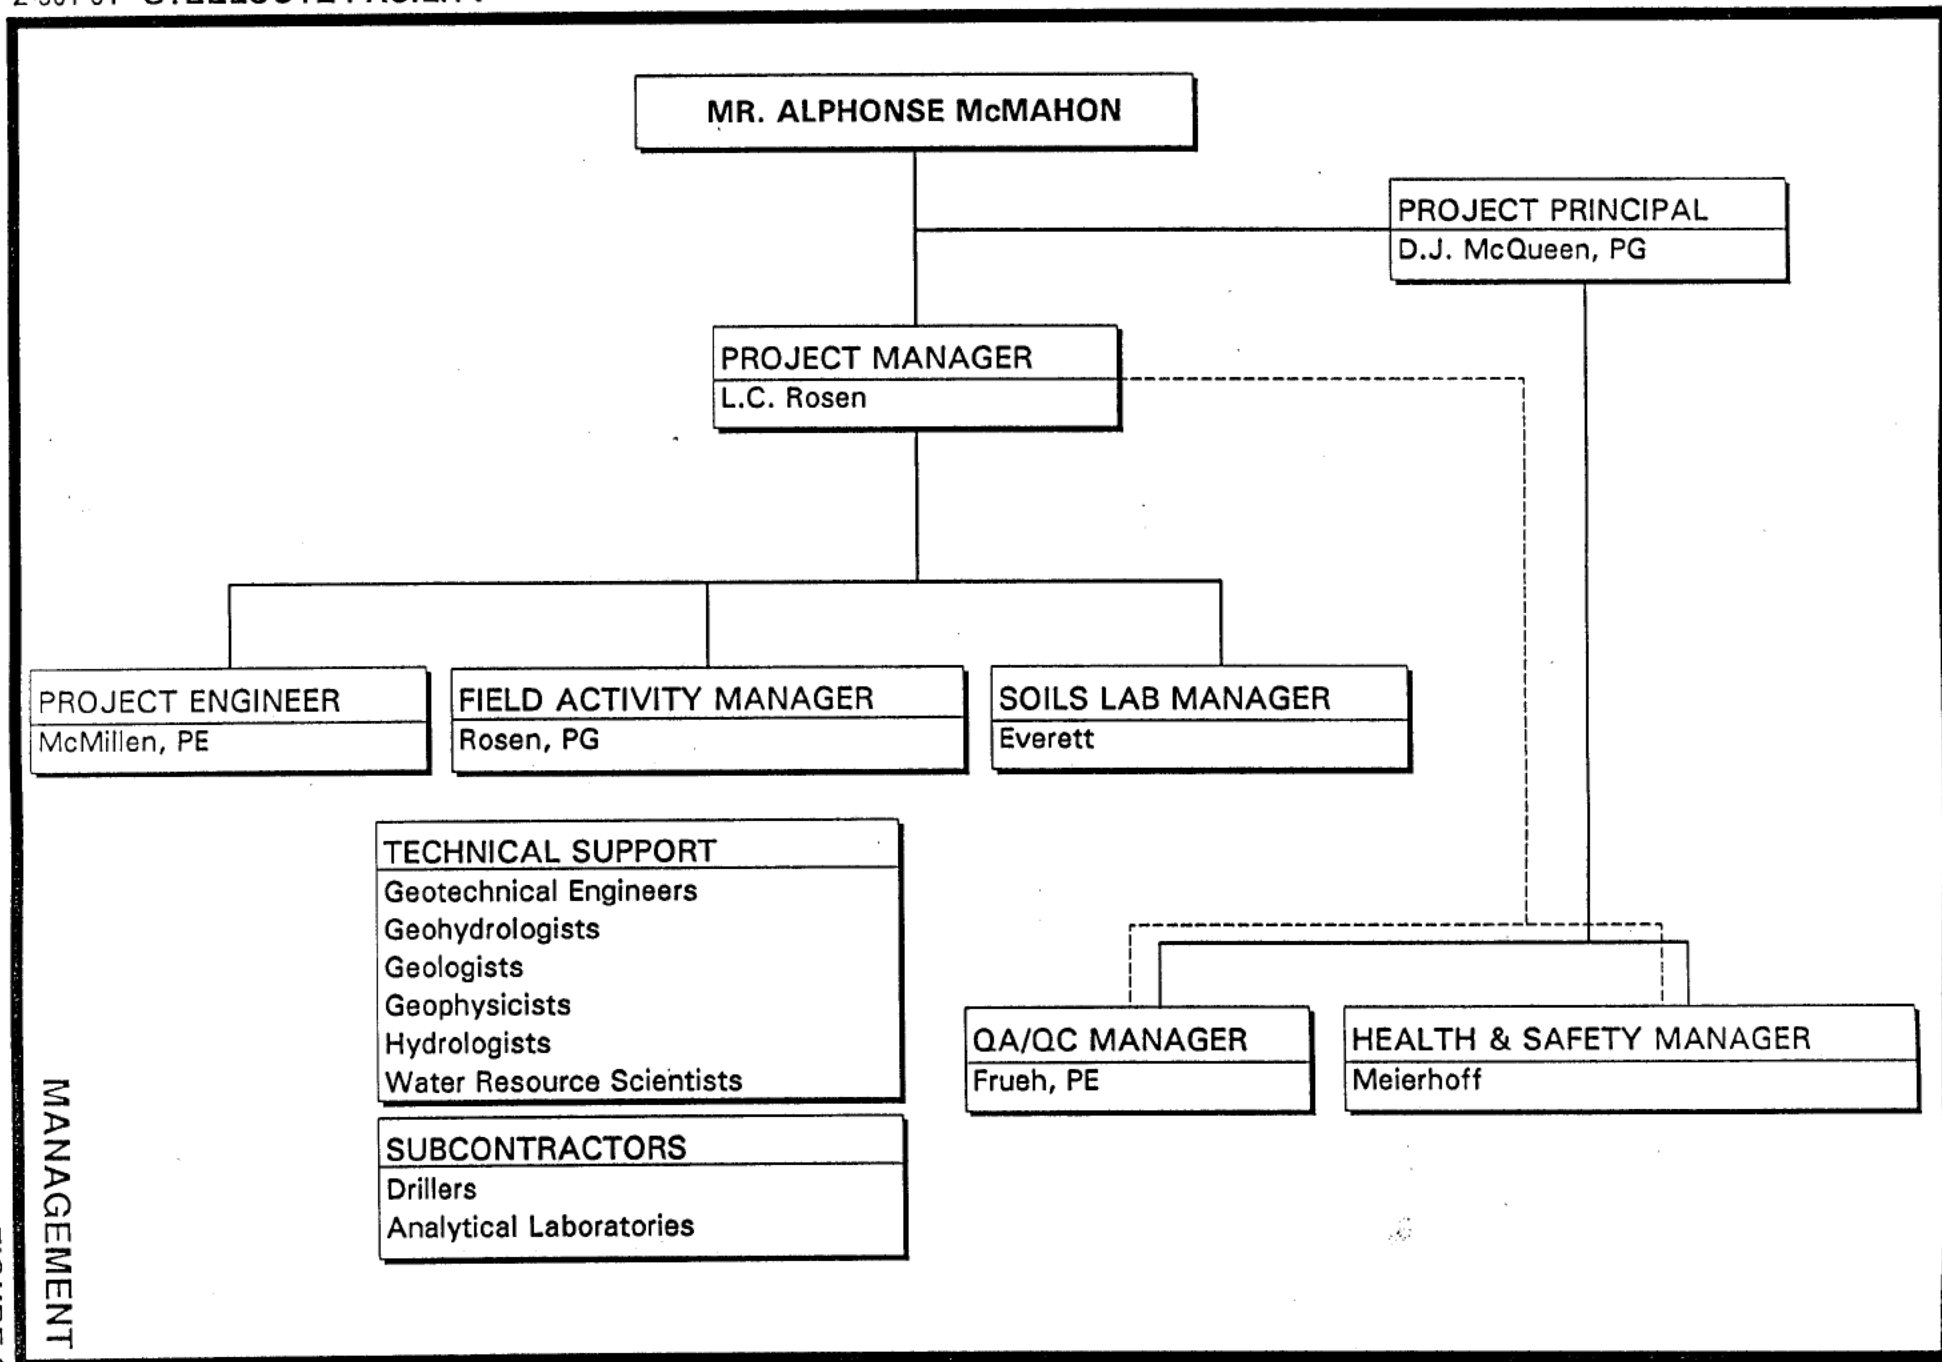 MR. ALPHONSE McMAHON
PROJECT PRINCIPAL
D.J. McQueen, PG
PROJECT MANAGER
L.C. Rosen
PROJECT ENGINEER
McMillen, PE
FIELD ACTIVITY MANAGER
Rosen, PG
SOILS LAB MANAGER
Everett
TECHNICAL SUPPORT
Geotechnical Engineers
Geohydrologists
Geologists
Geophysicists
Hydrologists
Water Resource Scientists
SUBCONTRACTORS
Drillers
Analytical Laboratories
QA/QC MANAGER
Frueh, PE
HEALTH & SAFETY MANAGER
Meierhoff
MANAGEMENT